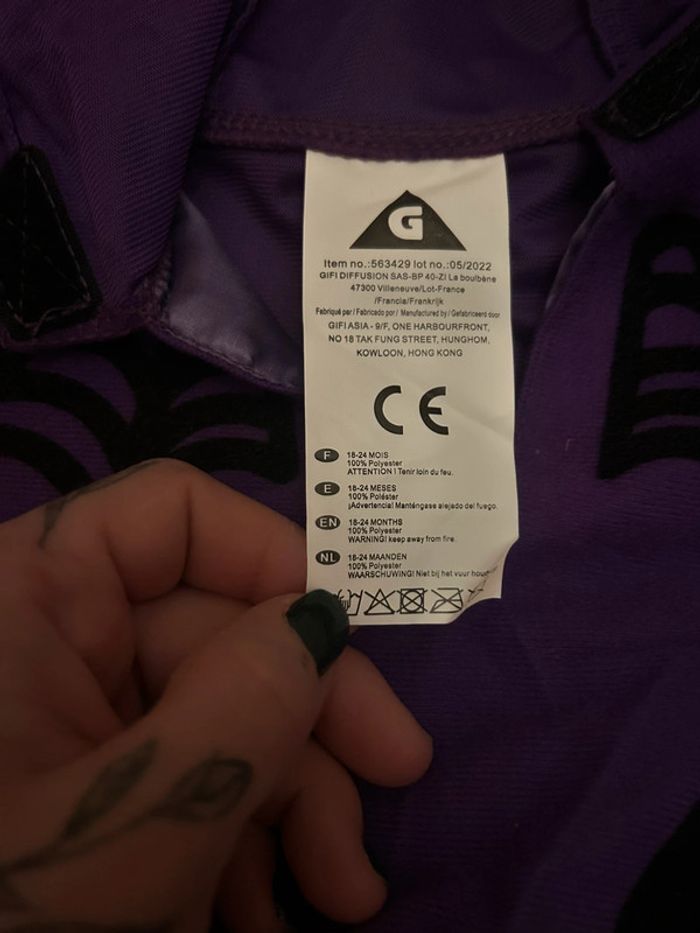 G
Item no.:563429 lot no.:05/2022
GIFI DIFFUSION SAS-BP 40-ZI La boulbène
47300 Villeneuve/Lot-France
/Francia/Frankrijk
Fabriqué par / Fabricado por / Manufactured by / Gefabriceerd door
GIFI ASIA - 9/F, ONE HARBOURFRONT,
NO 18 TAK FUNG STREET, HUNGHOM,
KOWLOON, HONG KONG
CE
F 18-24 MOIS
100% Polyester
ATTENTION ! Tenir loin du feu.
E 18-24 MESES
100% Poléster
¡Advertencia! Manténgase alejado del fuego.
EN 18-24 MONTHS
100% Polyester
WARNING! keep away from fire.
NL 18-24 MAANDEN
100% Polyester
WAARSCHUWING! Niet bij het vuur